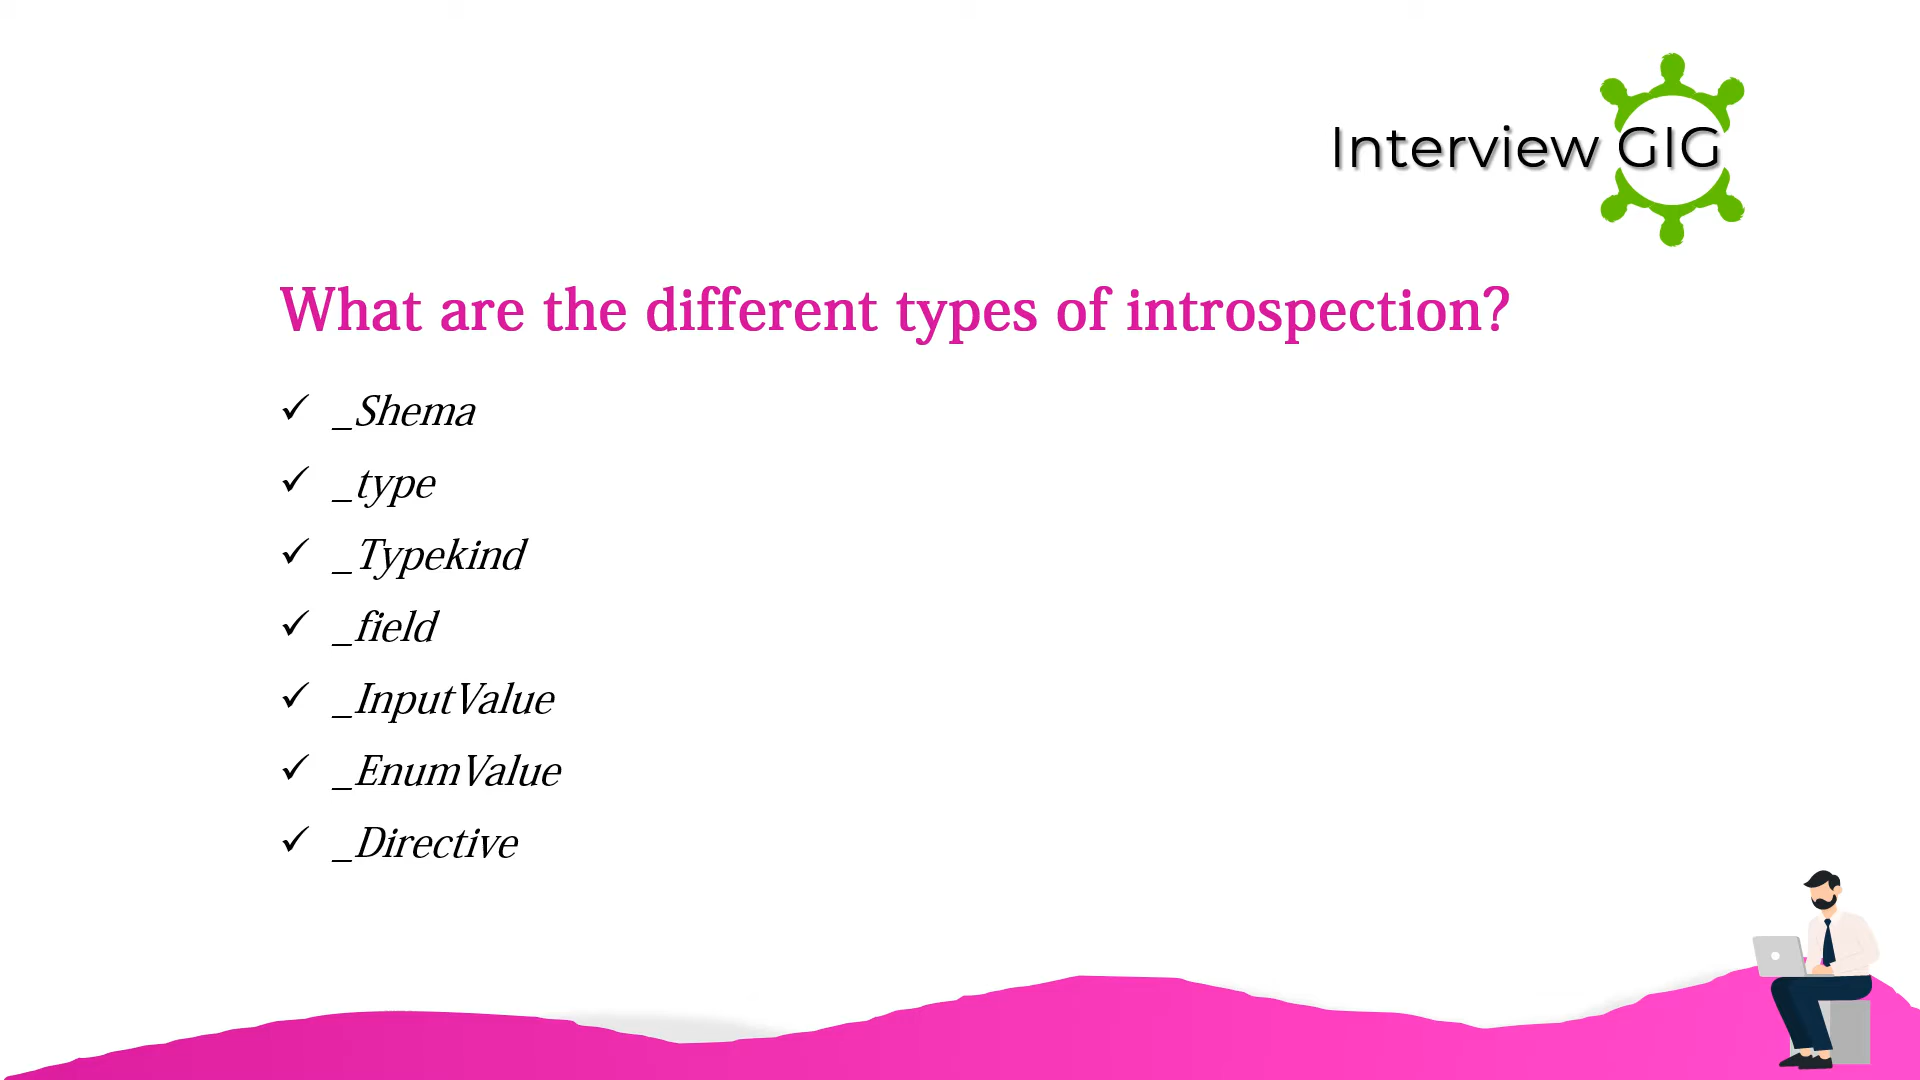 Interview GIG
What are the different types of introspection?
✓ _Shema
✓ _type
✓ _Typekind
✓ _field
✓ _InputValue
✓ _EnumValue
✓ _Directive